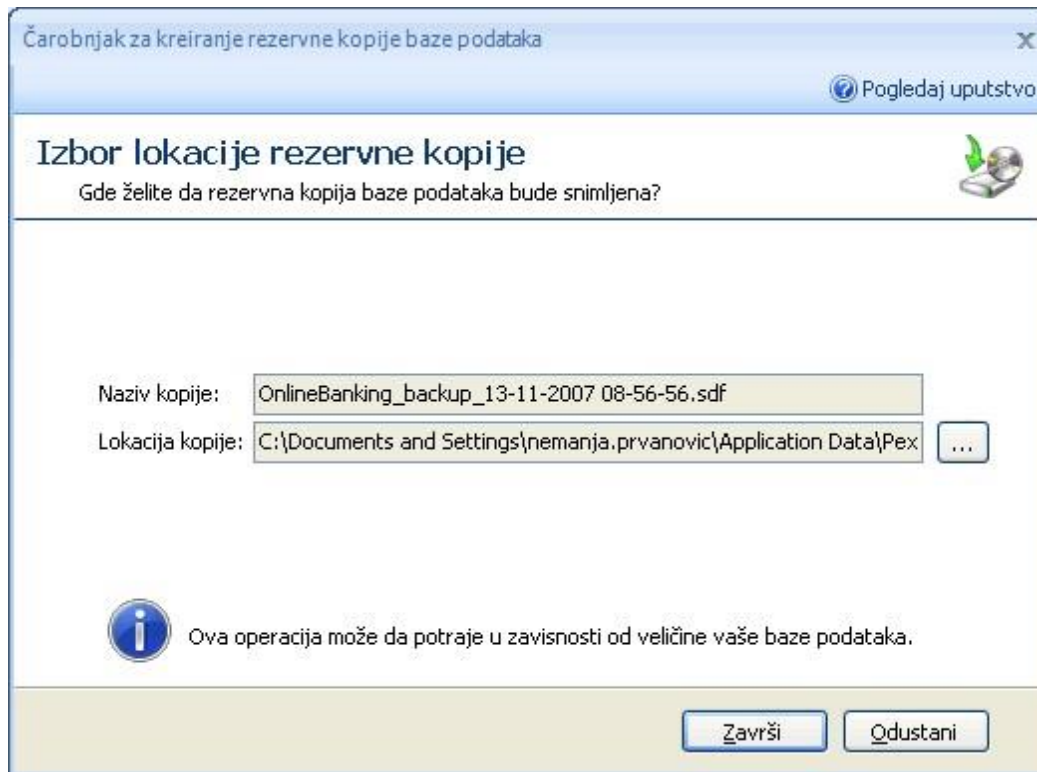 Čarobnjak za kreiranje rezervne kopije baze podataka
x
Pogledaj uputstvo
Izbor lokacije rezervne kopije
Gde želite da rezervna kopija baze podataka bude snimljena?
Naziv kopije: OnlineBanking_backup_13-11-2007 08-56-56.sdf
Lokacija kopije: C:\Documents and Settings\nemanja.prvanovic\Application Data\Pex ...
Ova operacija može da potraje u zavisnosti od veličine vaše baze podataka.
Završi Odustani